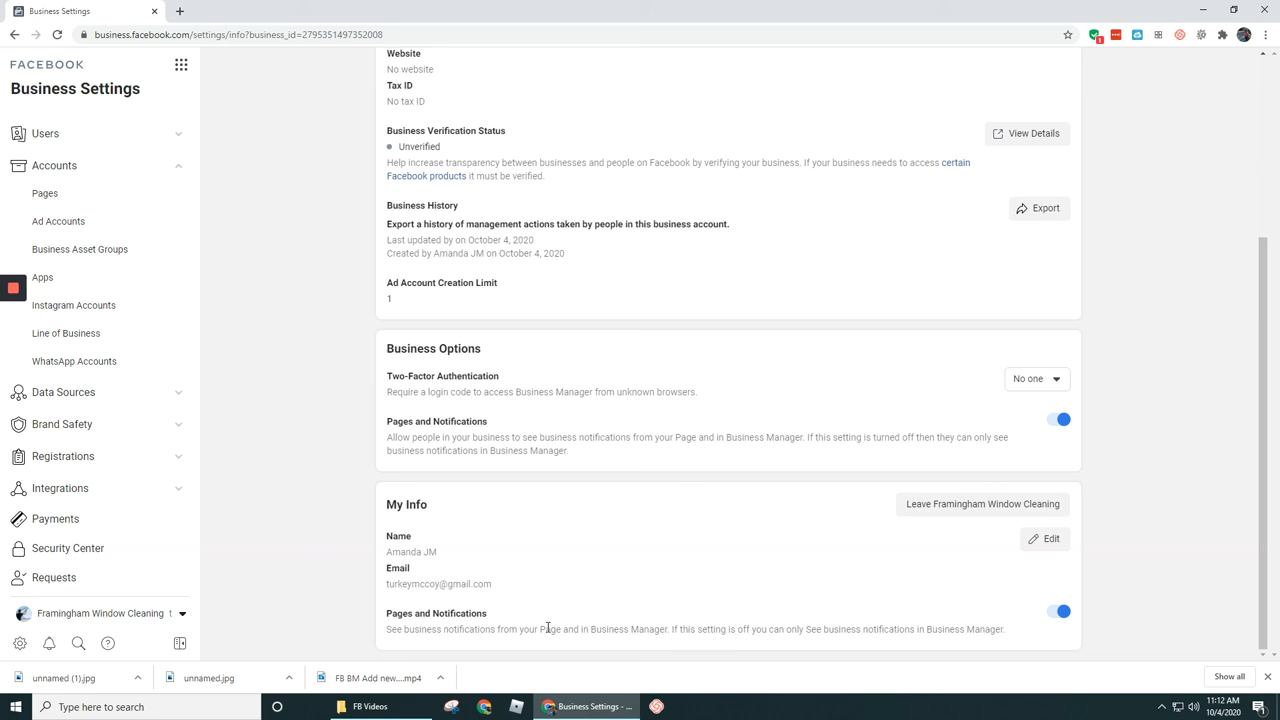 Business Settings
business.facebook.com/settings/info?business_id=2795351497352008
1
FACEBOOK
Business Settings
Users
Accounts
Pages
Ad Accounts
Business Asset Groups
Apps
Instagram Accounts
Line of Business
WhatsApp Accounts
Data Sources
Brand Safety
Registrations
Integrations
Payments
Security Center
Requests
Framingham Window Cleaning t
Website
No website
Tax ID
No tax ID
Business Verification Status
View Details
Unverified
Help increase transparency between businesses and people on Facebook by verifying your business. If your business needs to access certain
Facebook products it must be verified.
Business History
Export
Export a history of management actions taken by people in this business account.
Last updated by on October 4, 2020
Created by Amanda JM on October 4, 2020
Ad Account Creation Limit
1
Business Options
Two-Factor Authentication
No one
Require a login code to access Business Manager from unknown browsers.
Pages and Notifications
Allow people in your business to see business notifications from your Page and in Business Manager. If this setting is turned off then they can only see
business notifications in Business Manager.
My Info
Leave Framingham Window Cleaning
Name
Edit
Amanda JM
Email
turkeymccoy@gmail.com
Pages and Notifications
See business notifications from your Page and in Business Manager. If this setting is off you can only See business notifications in Business Manager.
unnamed (1).jpg
unnamed.jpg
FB BM Add new....mp4
Show all
Type here to search
FB Videos
Business Settings - ...
11:12 AM
10/4/2020
1